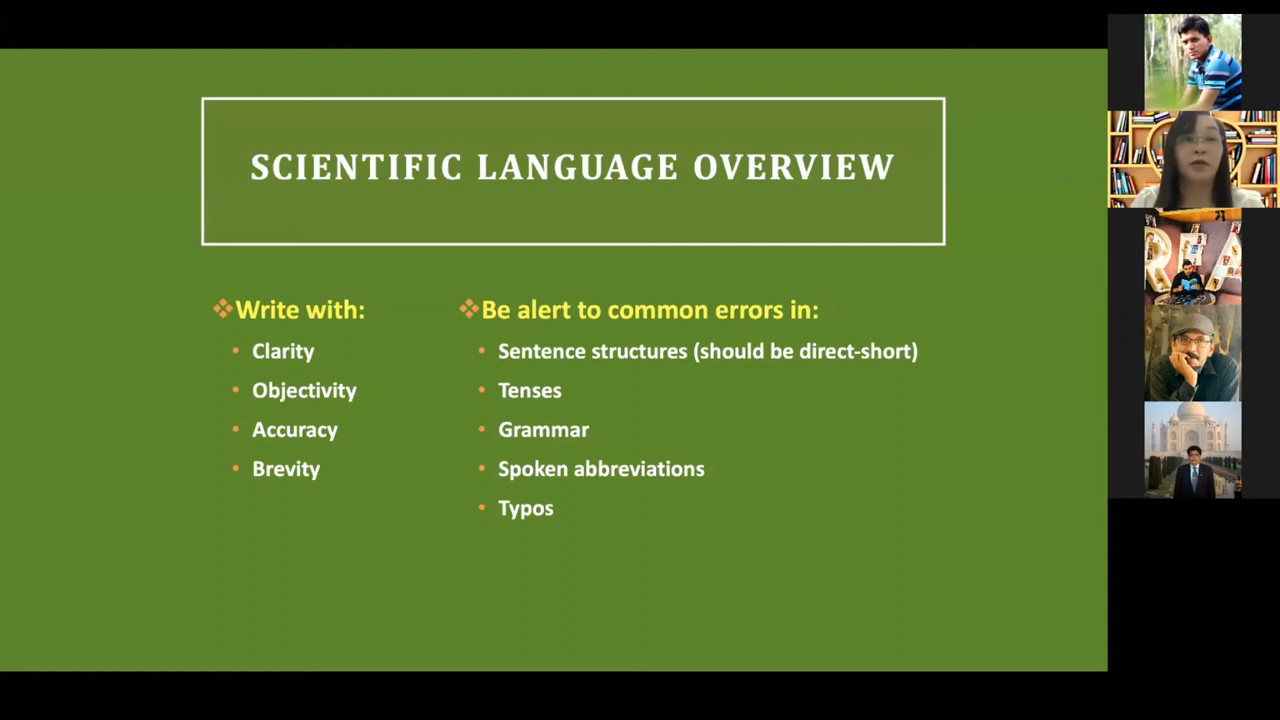 SCIENTIFIC LANGUAGE OVERVIEW
Write with:
Clarity
Objectivity
Accuracy
Brevity
Be alert to common errors in:
Sentence structures (should be direct-short)
Tenses
Grammar
Spoken abbreviations
Typos